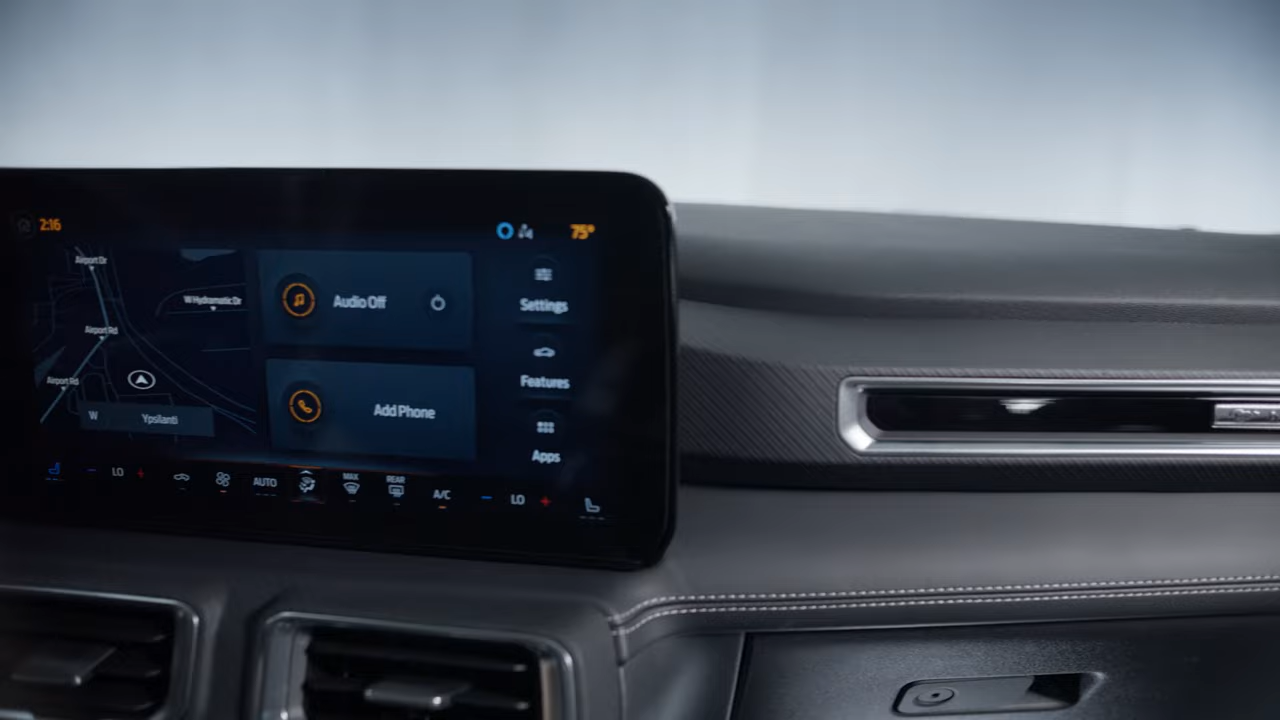 2:16
75°
Airport Dr
W Hydramatic Dr
Airport Rd
Airport Rd
W
Ypsilanti
Audio Off
Add Phone
Settings
Features
Apps
LO
AUTO
MAX
REAR
A/C
LO